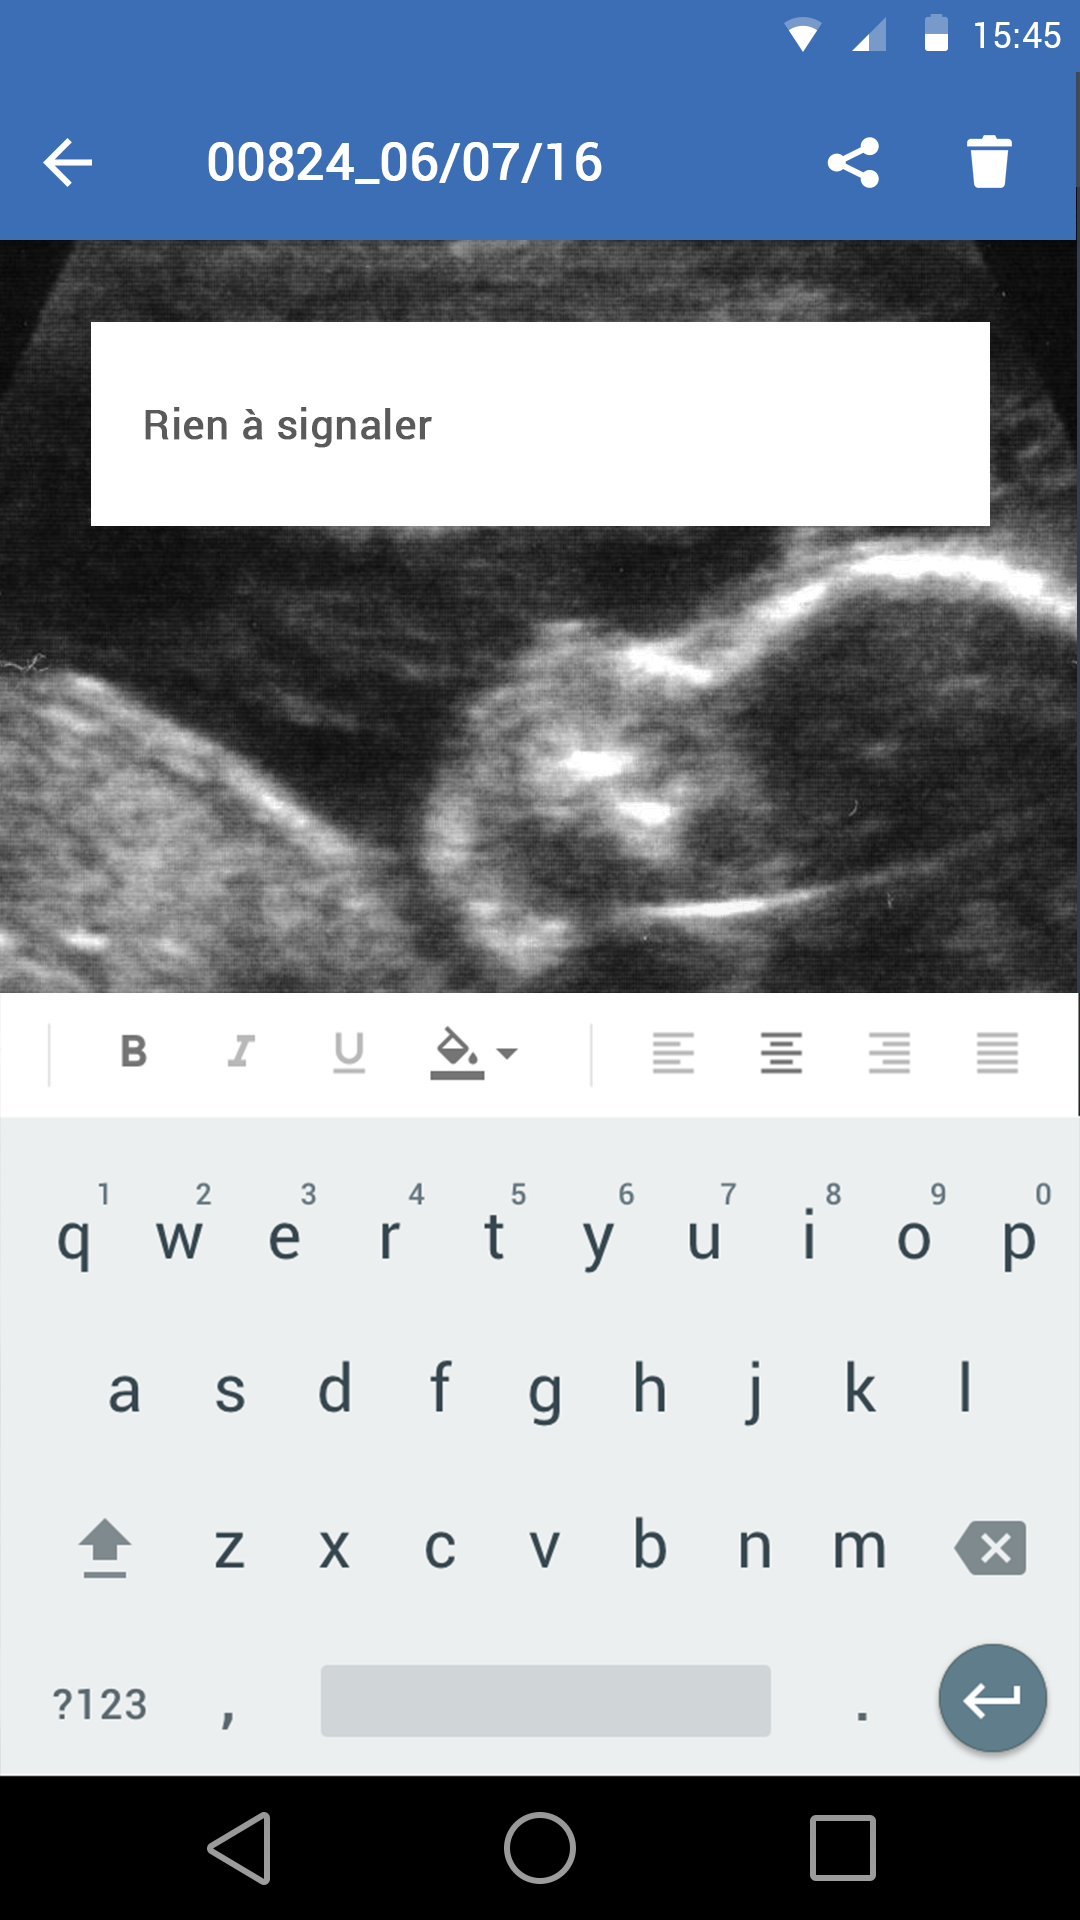 15:45
00824_06/07/16
Rien à signaler
B I U
1 2 3 4 5 6 7 8 9 0
q w e r t y u i o p
a s d f g h j k l
z x c v b n m
?123 , .